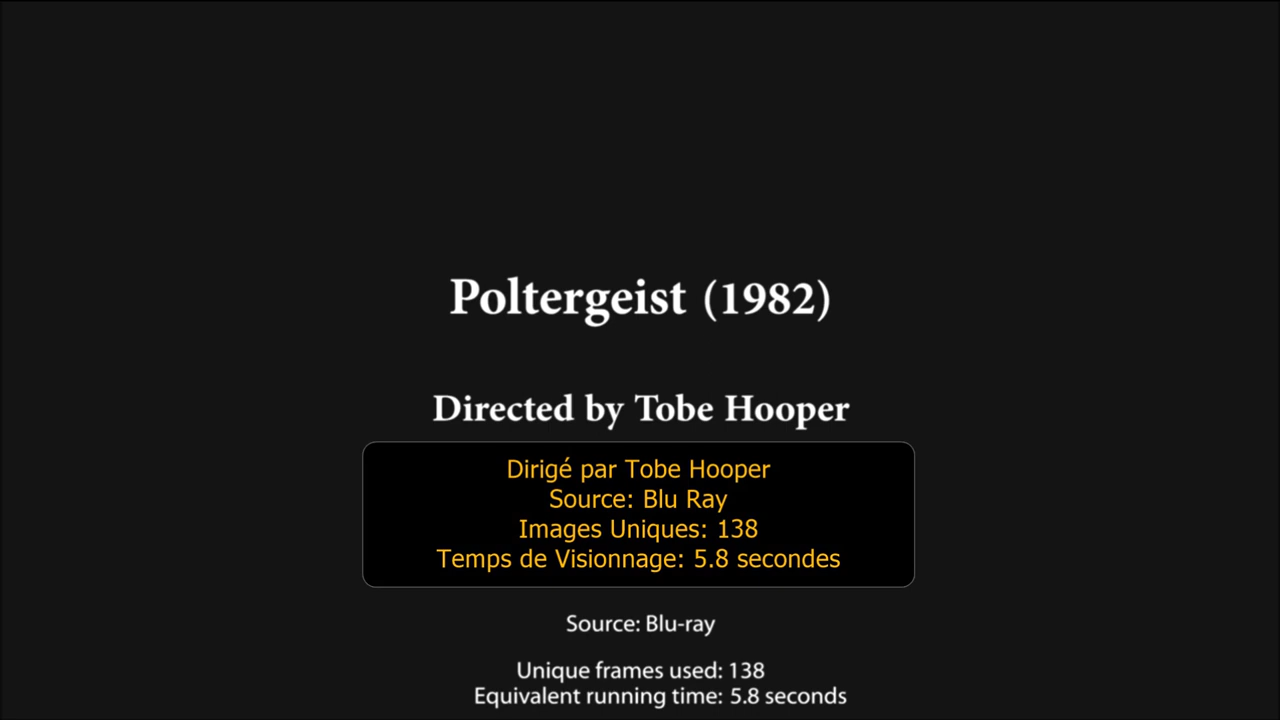 Poltergeist (1982)
Directed by Tobe Hooper
Dirigé par Tobe Hooper
Source: Blu Ray
Images Uniques: 138
Temps de Visionnage: 5.8 secondes
Source: Blu-ray
Unique frames used: 138
Equivalent running time: 5.8 seconds